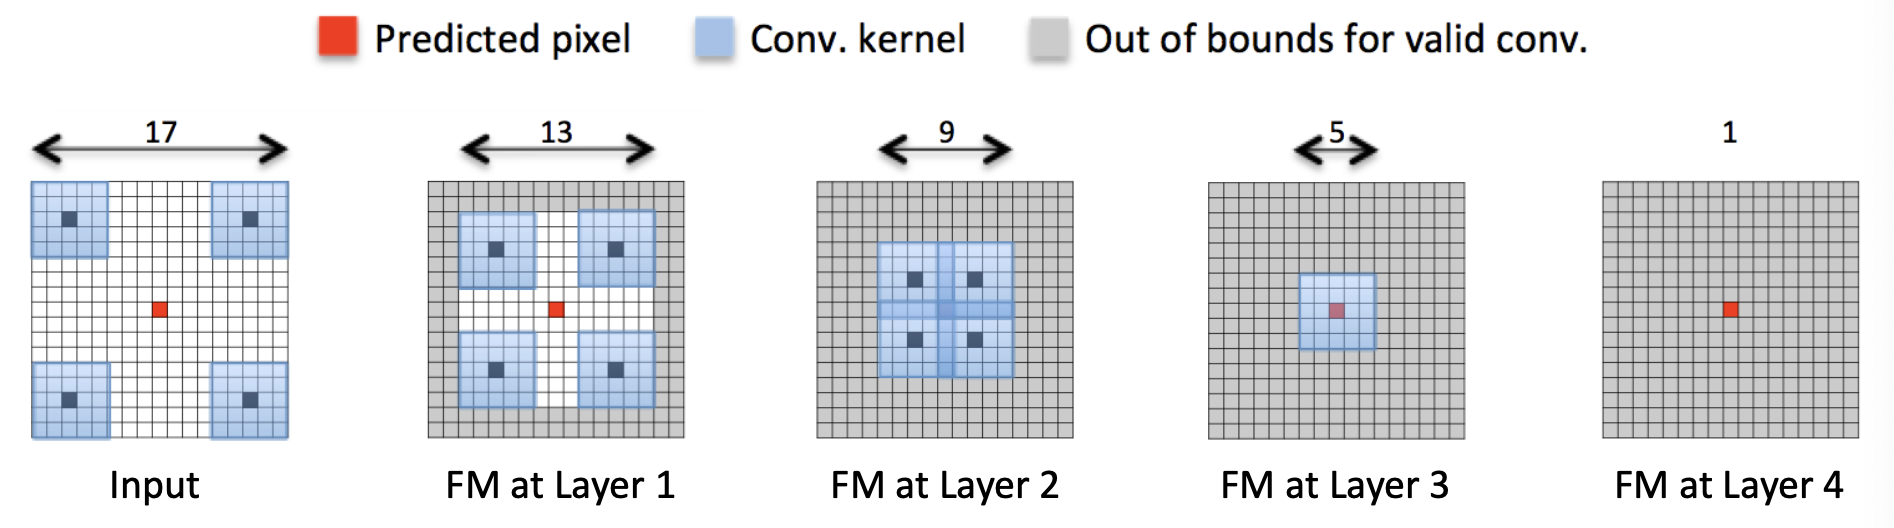 Predicted pixel
Conv. kernel
Out of bounds for valid conv.
17
13
9
5
1
Input
FM at Layer 1
FM at Layer 2
FM at Layer 3
FM at Layer 4